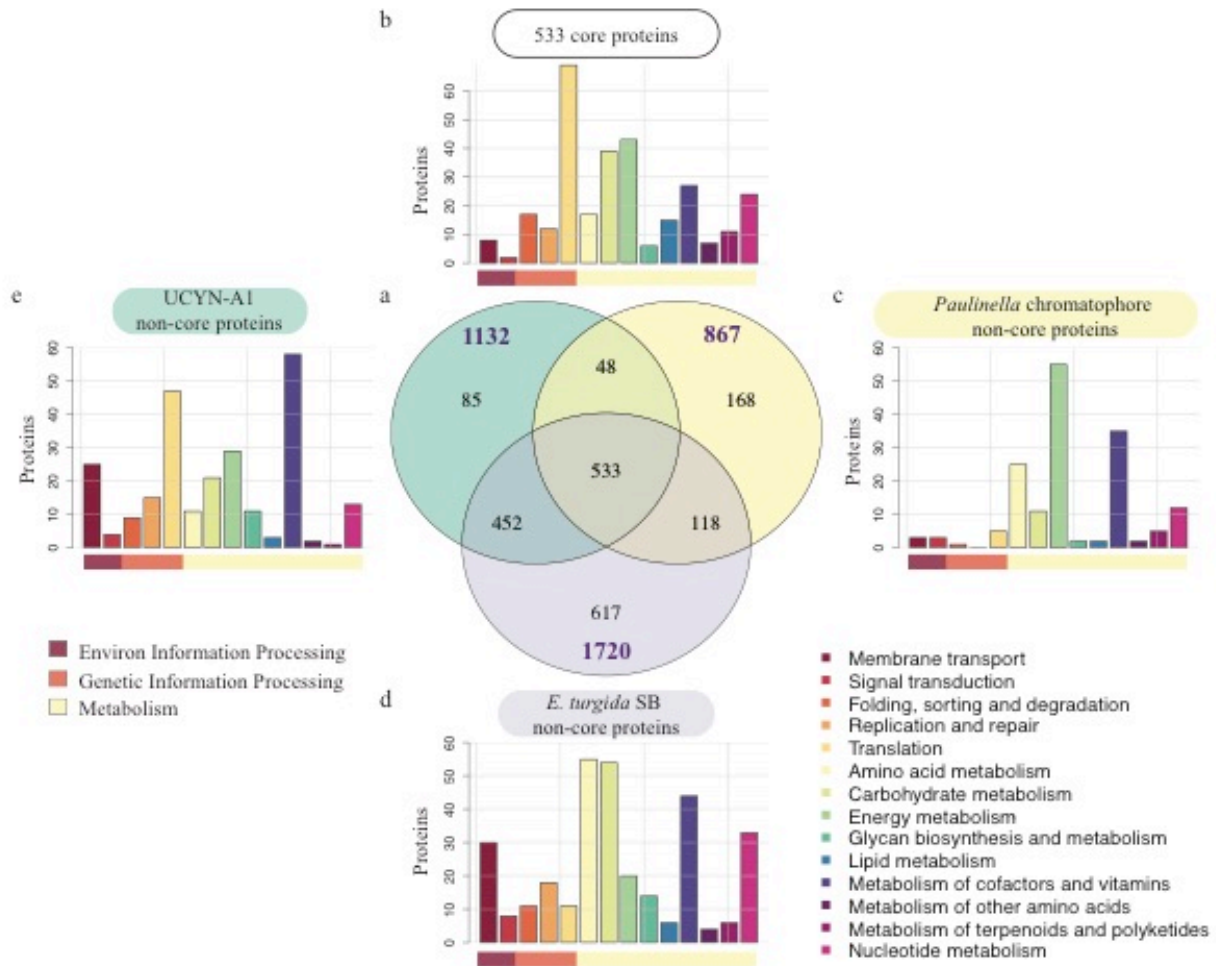 b
533 core proteins
Proteins
0 10 20 30 40 50 60
e
UCYN-A1
non-core proteins
Proteins
0 10 20 30 40 50 60
a
1132
867
48
85
168
533
452
118
617
1720
c
Paulinella chromatophore
non-core proteins
Proteins
0 10 20 30 40 50 60
Environ Information Processing
Genetic Information Processing
Metabolism
d
E. turgida SB
non-core proteins
Proteins
0 10 20 30 40 50 60
Membrane transport
Signal transduction
Folding, sorting and degradation
Replication and repair
Translation
Amino acid metabolism
Carbohydrate metabolism
Energy metabolism
Glycan biosynthesis and metabolism
Lipid metabolism
Metabolism of cofactors and vitamins
Metabolism of other amino acids
Metabolism of terpenoids and polyketides
Nucleotide metabolism